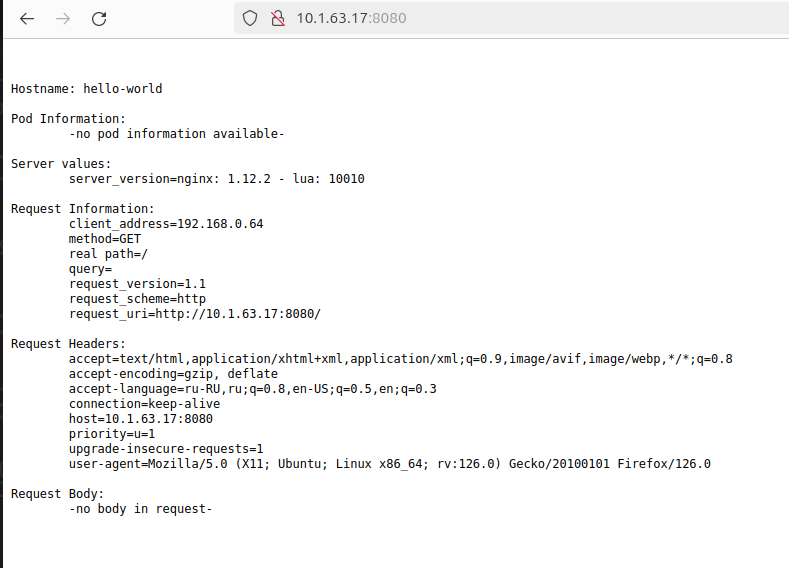 10.1.63.17:8080
Hostname: hello-world
Pod Information:
-no pod information available-
Server values:
server_version=nginx: 1.12.2 - lua: 10010
Request Information:
client_address=192.168.0.64
method=GET
real path=/
query=
request_version=1.1
request_scheme=http
request_uri=http://10.1.63.17:8080/
Request Headers:
accept=text/html,application/xhtml+xml,application/xml;q=0.9,image/avif,image/webp,*/*;q=0.8
accept-encoding=gzip, deflate
accept-language=ru-RU,ru;q=0.8,en-US;q=0.5,en;q=0.3
connection=keep-alive
host=10.1.63.17:8080
priority=u=1
upgrade-insecure-requests=1
user-agent=Mozilla/5.0 (X11; Ubuntu; Linux x86_64; rv:126.0) Gecko/20100101 Firefox/126.0
Request Body:
-no body in request-